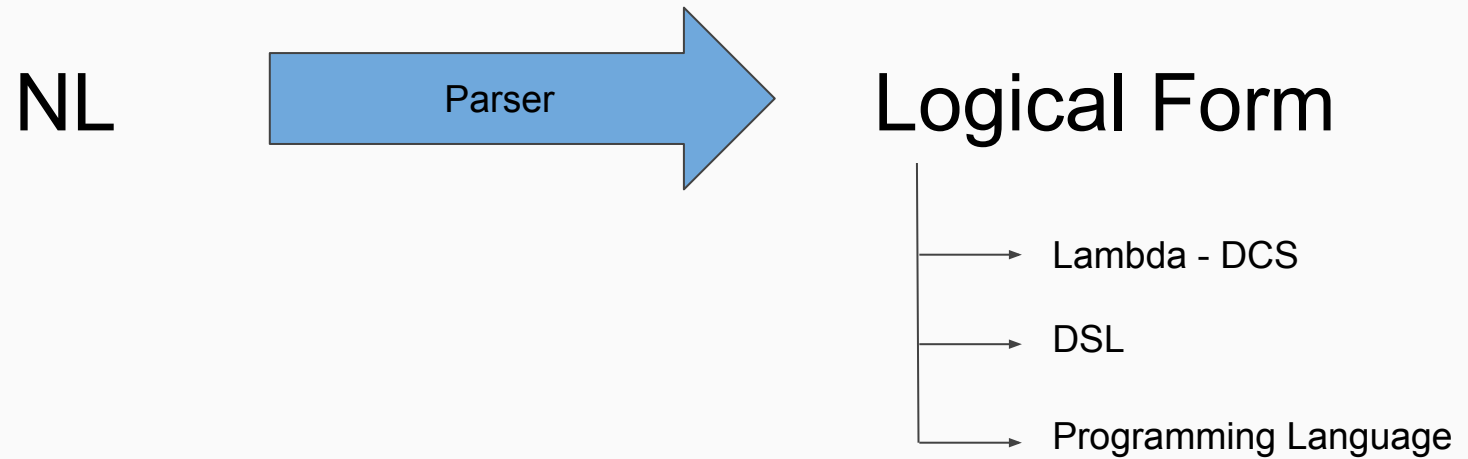 NL
Parser
Logical Form
Lambda - DCS
DSL
Programming Language